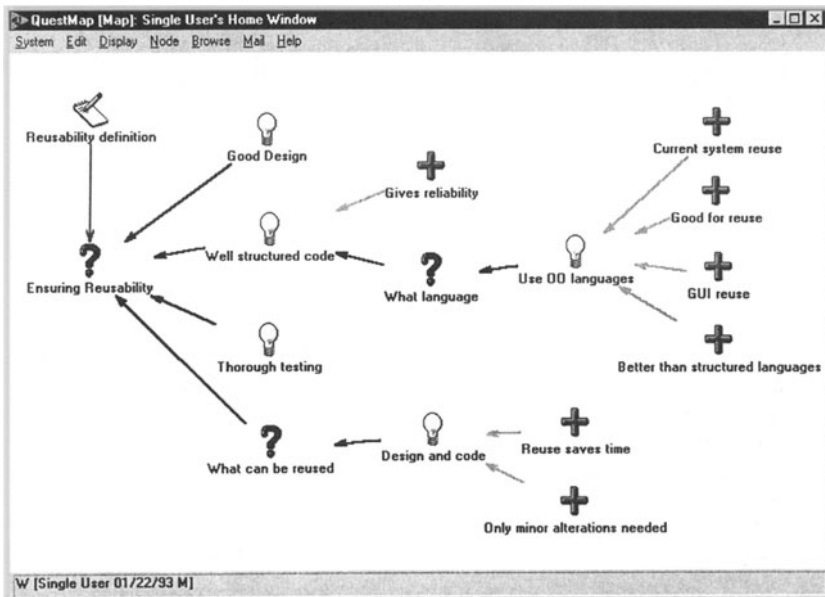 QuestMap [Map]: Single User's Home Window
System Edit Display Node Browse Mail Help
Reusability definition
Good Design
Current system reuse
Gives reliability
Good for reuse
Well structured code
Ensuring Reusability
What language
Use OO languages
GUI reuse
Thorough testing
Better than structured languages
What can be reused
Design and code
Reuse saves time
Only minor alterations needed
W [Single User 01/22/93 M]